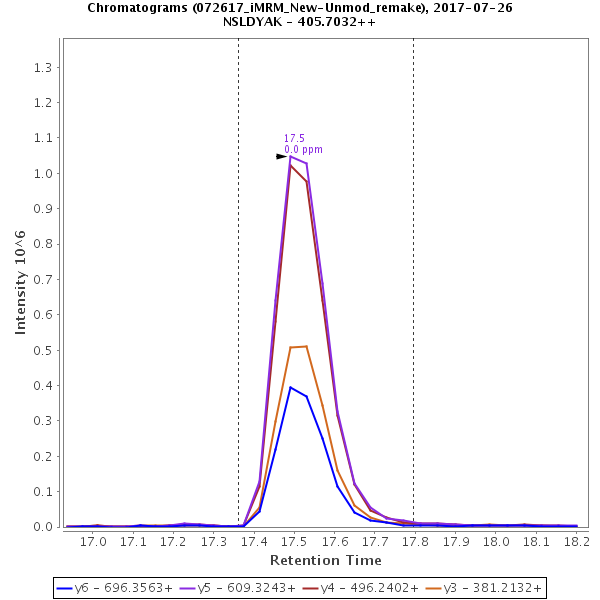 Chromatograms (072617_iMRM_New-Unmod_remake), 2017-07-26
NSLDYAK - 405.7032++
1.3
1.2
1.1
1.0
0.9
0.8
0.7
0.6
0.5
0.4
0.3
0.2
0.1
0.0
Intensity 10^6
17.5
0.0 ppm
17.0 17.1 17.2 17.3 17.4 17.5 17.6 17.7 17.8 17.9 18.0 18.1 18.2
Retention Time
y6 - 696.3563+ y5 - 609.3243+ y4 - 496.2402+ y3 - 381.2132+